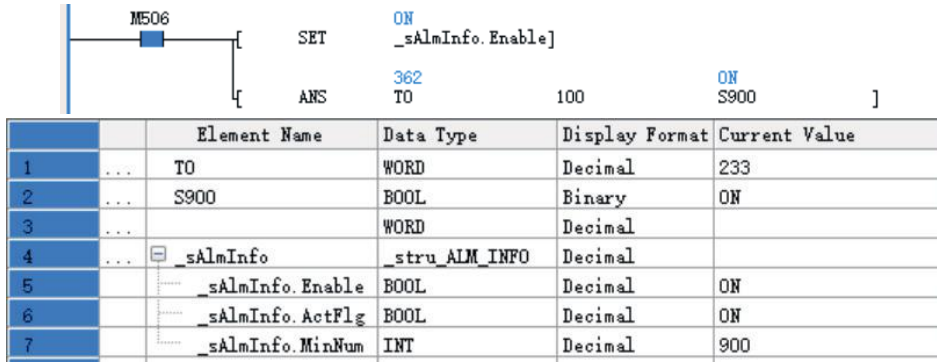 M506 ON
[ SET _sAlmInfo.Enable]
362 ON
[ ANS T0 100 S900 ]
Element Name Data Type Display Format Current Value
1 ... T0 WORD Decimal 233
2 ... S900 BOOL Binary ON
3 ... WORD Decimal
4 ... _sAlmInfo _stru_ALM_INFO Decimal
5 _sAlmInfo.Enable BOOL Decimal ON
6 _sAlmInfo.ActFlg BOOL Decimal ON
7 _sAlmInfo.MinNum INT Decimal 900